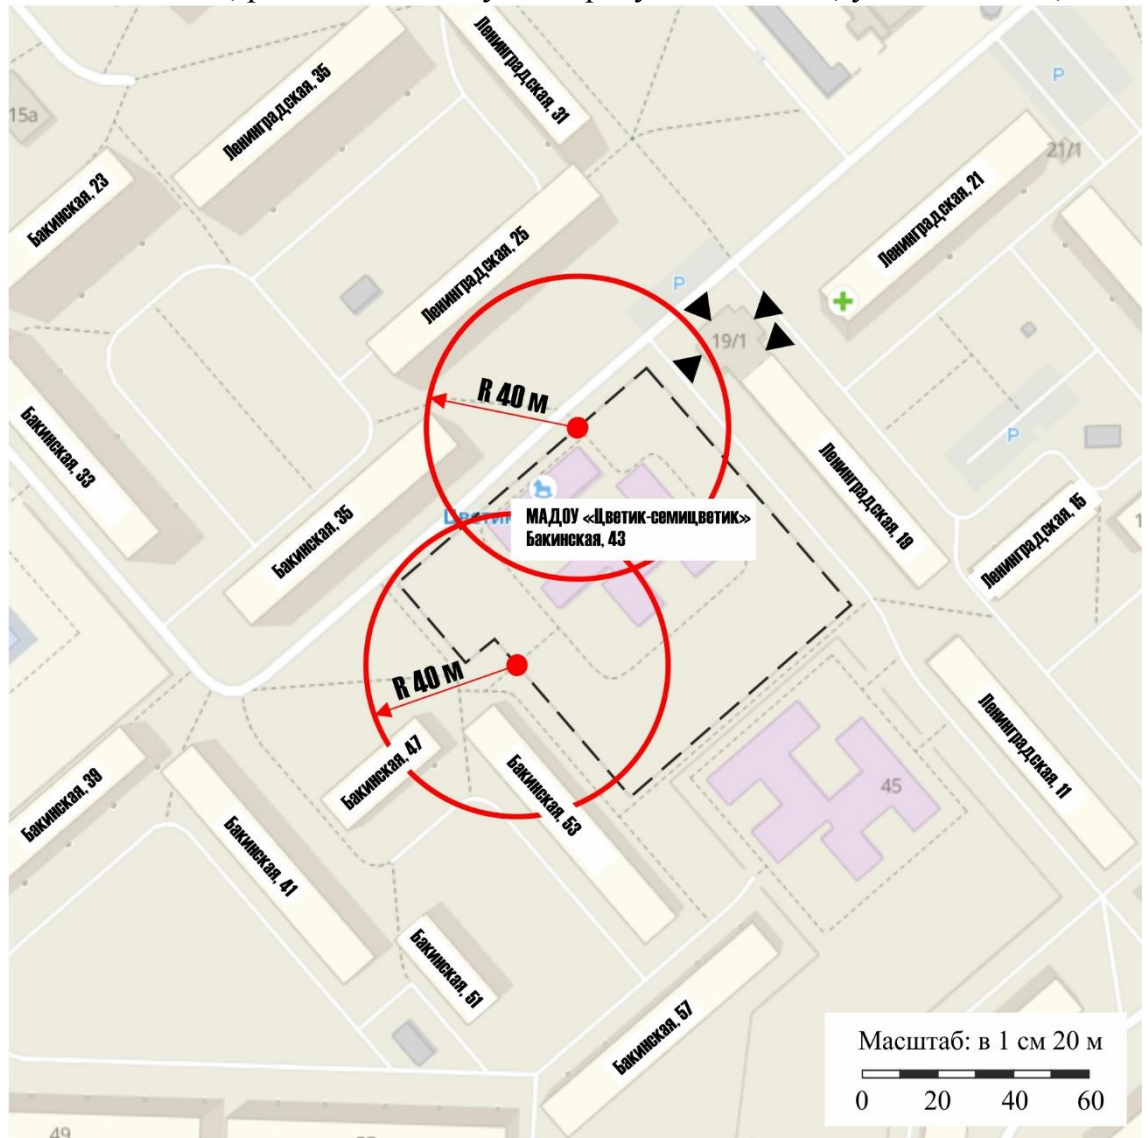 15а
Ленинградская, 35
Ленинградская, 31
P
21/1
Бакинская, 23
Ленинградская, 25
Ленинградская, 21
P
19/1
R 40 м
Бакинская, 33
Бакинская, 35
Ленинградская, 19
P
Ленинградская, 15
МАДОУ «Цветик-семицветик»
Бакинская, 43
R 40 м
Бакинская, 47
Бакинская, 53
Ленинградская, 11
Бакинская, 39
Бакинская, 41
45
Бакинская, 51
Бакинская, 57
Масштаб: в 1 см 20 м
0 20 40 60
49